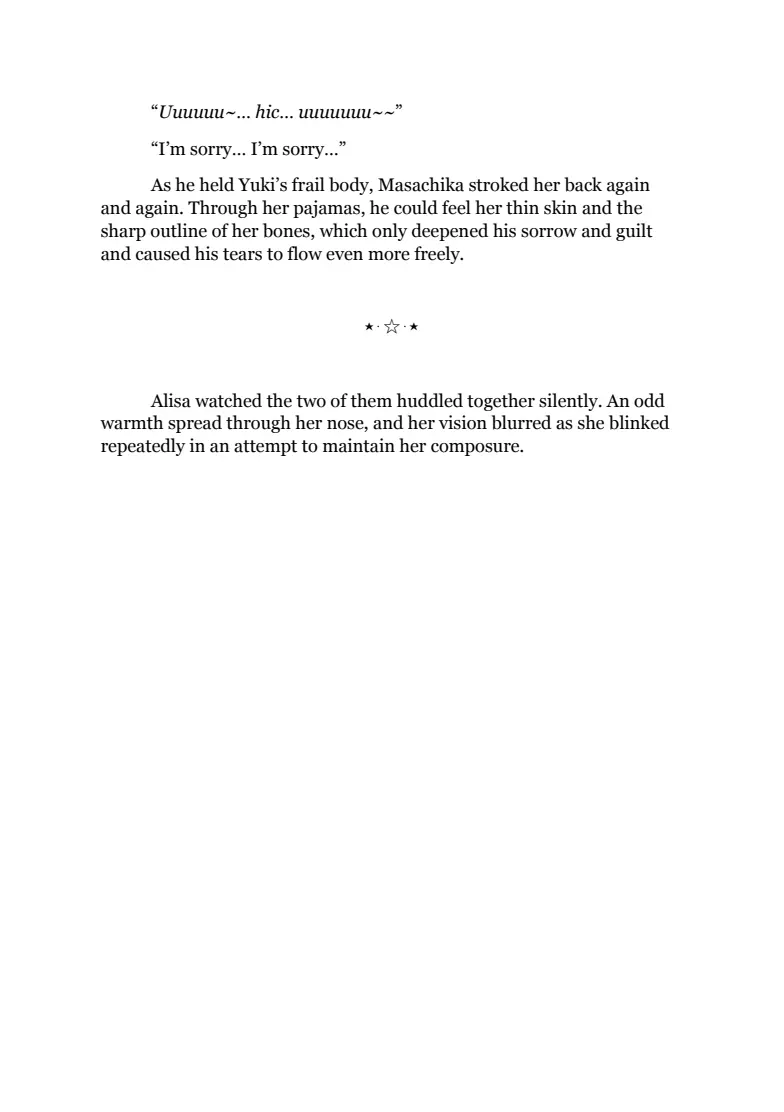 “Uuuuuu~... hic... uuuuuuu~~”
“I’m sorry... I’m sorry...”
As he held Yuki’s frail body, Masachika stroked her back again
and again. Through her pajamas, he could feel her thin skin and the
sharp outline of her bones, which only deepened his sorrow and guilt
and caused his tears to flow even more freely.
⋆·☆·⋆
Alisa watched the two of them huddled together silently. An odd
warmth spread through her nose, and her vision blurred as she blinked
repeatedly in an attempt to maintain her composure.